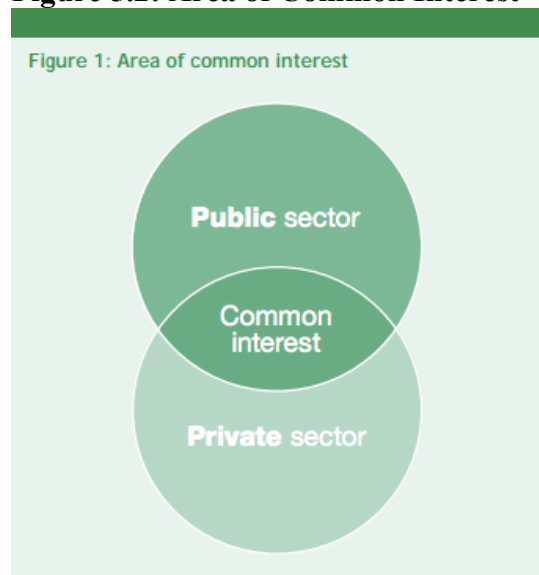 Figure 1: Area of common interest
Public sector
Common
interest
Private sector